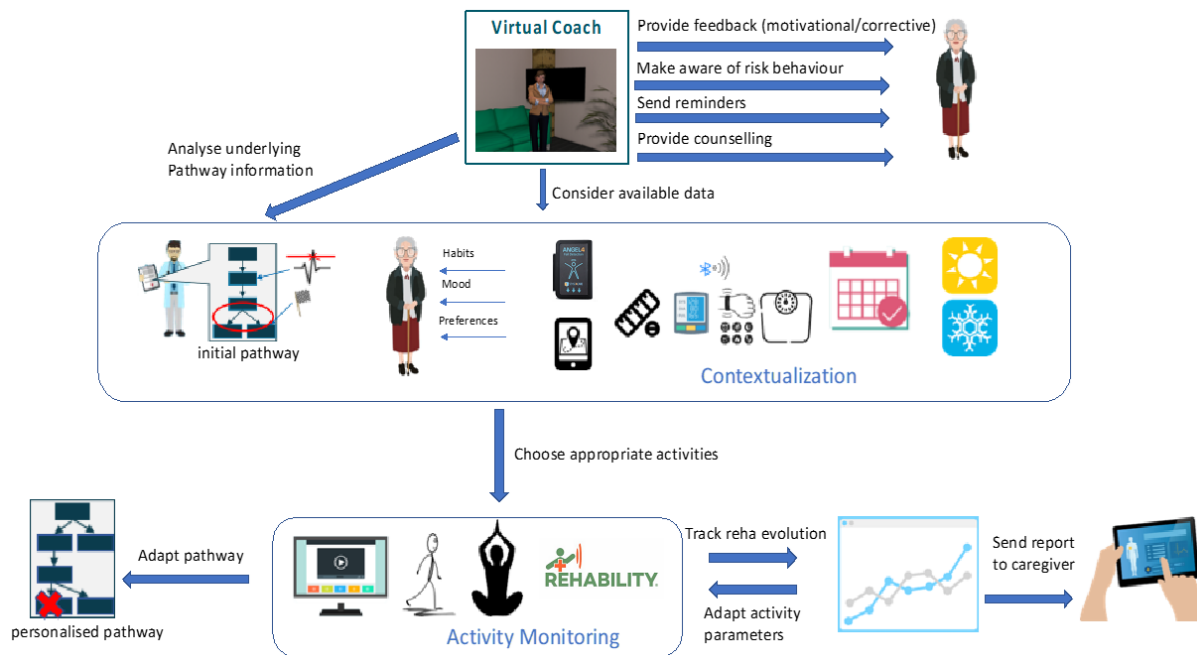 Virtual Coach
Provide feedback (motivational/corrective)
Make aware of risk behaviour
Send reminders
Provide counselling
Analyse underlying
Pathway information
Consider available data
initial pathway
Habits
Mood
Preferences
ANGEL4
Contextualization
Choose appropriate activities
Adapt pathway
personalised pathway
REHABILITY
Activity Monitoring
Track reha evolution
Adapt activity
parameters
Send report
to caregiver